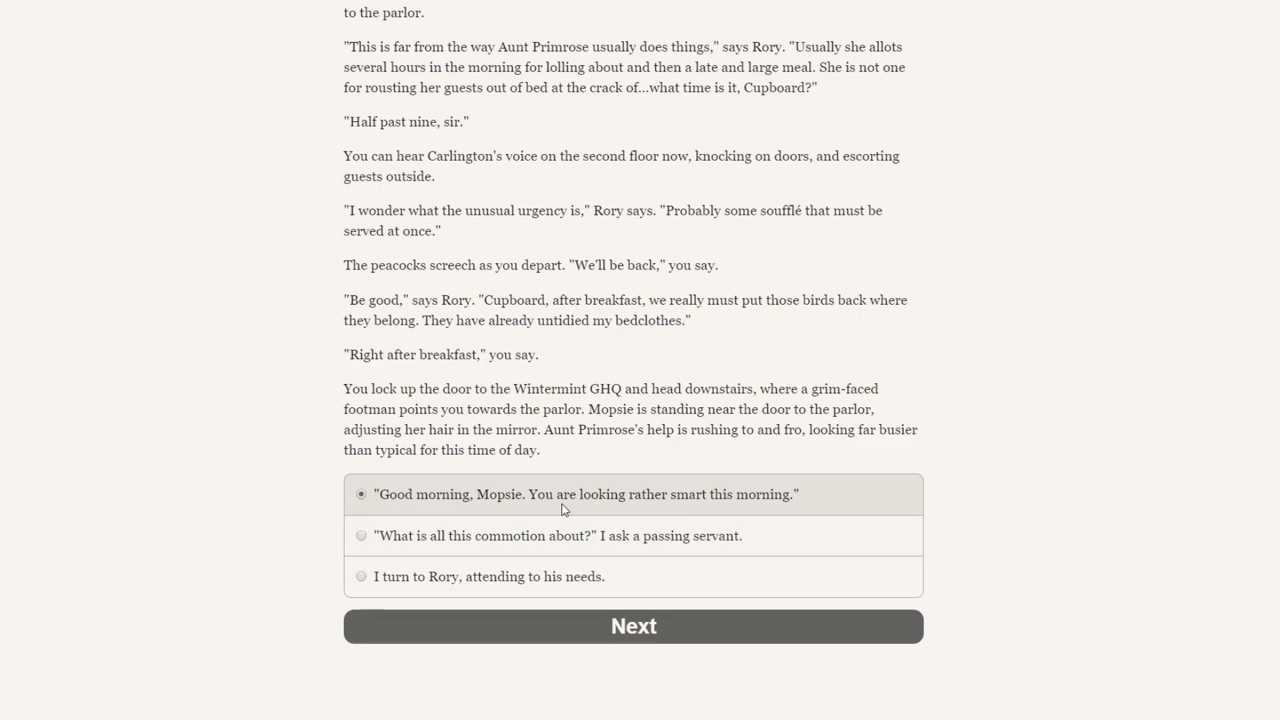 to the parlor.
"This is far from the way Aunt Primrose usually does things," says Rory. "Usually she allots
several hours in the morning for lolling about and then a late and large meal. She is not one
for rousting her guests out of bed at the crack of...what time is it, Cupboard?"
"Half past nine, sir."
You can hear Carlington's voice on the second floor now, knocking on doors, and escorting
guests outside.
"I wonder what the unusual urgency is," Rory says. "Probably some soufflé that must be
served at once."
The peacocks screech as you depart. "We'll be back," you say.
"Be good," says Rory. "Cupboard, after breakfast, we really must put those birds back where
they belong. They have already untidied my bedclothes."
"Right after breakfast," you say.
You lock up the door to the Wintermint GHQ and head downstairs, where a grim-faced
footman points you towards the parlor. Mopsie is standing near the door to the parlor,
adjusting her hair in the mirror. Aunt Primrose's help is rushing to and fro, looking far busier
than typical for this time of day.
"Good morning, Mopsie. You are looking rather smart this morning."
"What is all this commotion about?" I ask a passing servant.
I turn to Rory, attending to his needs.
Next